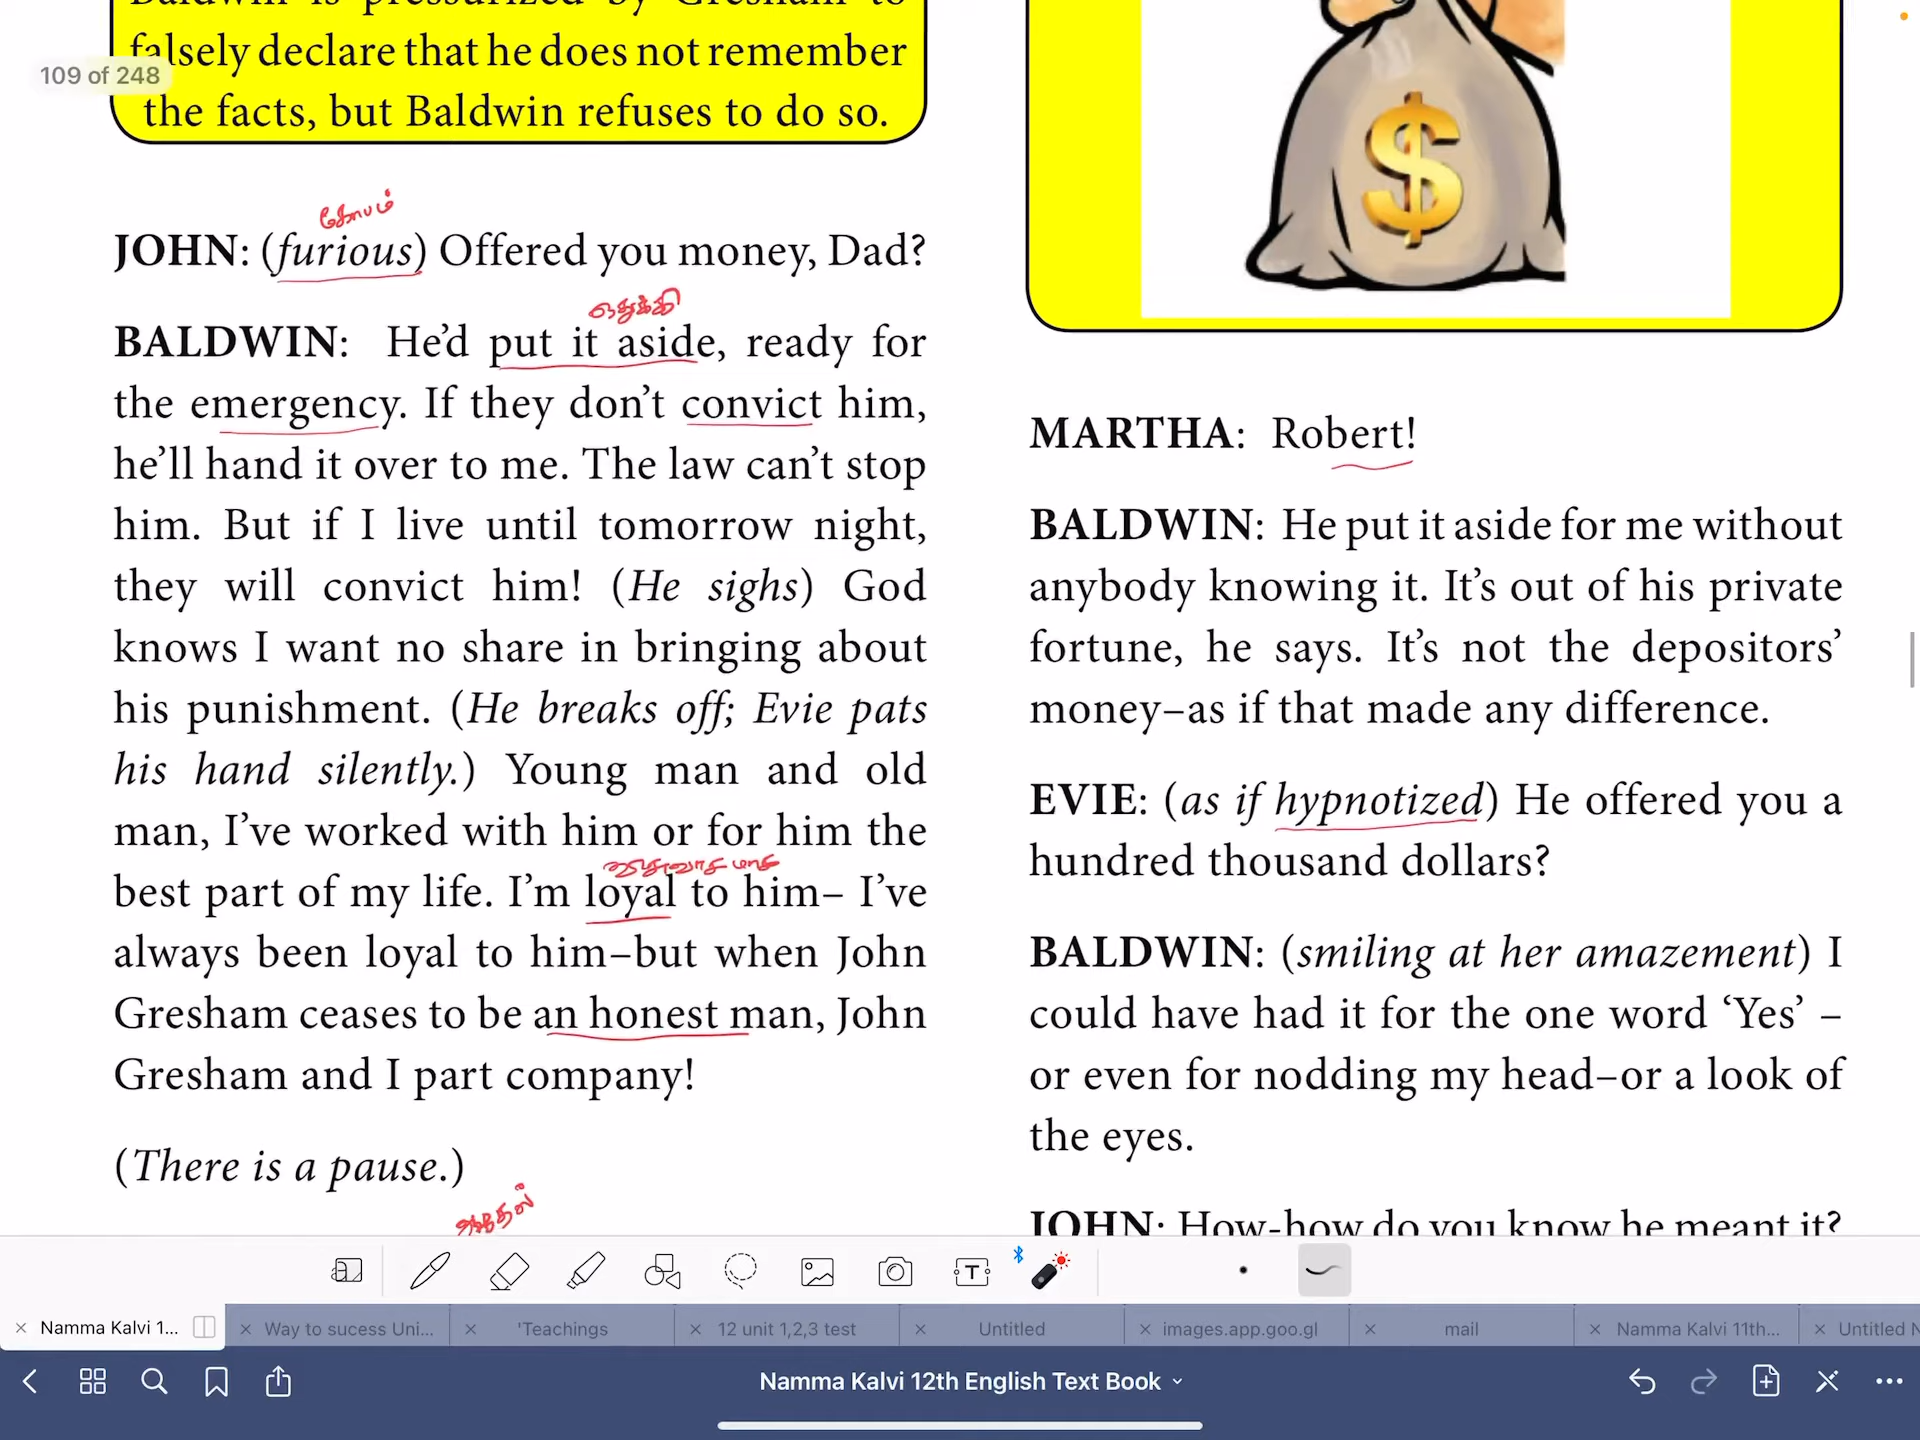 Baldwin is pressurized by Gresham to
falsely declare that he does not remember
109 of 248
the facts, but Baldwin refuses to do so.
கோபம்
JOHN: (furious) Offered you money, Dad?
ஒதுக்கி
BALDWIN: He'd put it aside, ready for
the emergency. If they don't convict him,
he'll hand it over to me. The law can't stop
him. But if I live until tomorrow night,
they will convict him! (He sighs) God
knows I want no share in bringing about
his punishment. (He breaks off; Evie pats
his hand silently.) Young man and old
man, I've worked with him or for him the
best part of my life. I'm loyal to him– I've
always been loyal to him–but when John
Gresham ceases to be an honest man, John
Gresham and I part company!
(There is a pause.)
$
MARTHA: Robert!
BALDWIN: He put it aside for me without
anybody knowing it. It's out of his private
fortune, he says. It's not the depositors'
money–as if that made any difference.
EVIE: (as if hypnotized) He offered you a
hundred thousand dollars?
BALDWIN: (smiling at her amazement) I
could have had it for the one word 'Yes' –
or even for nodding my head–or a look of
the eyes.
JOHN: How-how do you know he meant it?
Namma Kalvi 1...
Way to sucess Uni...
'Teachings
12 unit 1,2,3 test
Untitled
images.app.goo.gl
mail
Namma Kalvi 11th...
Untitled N
Namma Kalvi 12th English Text Book